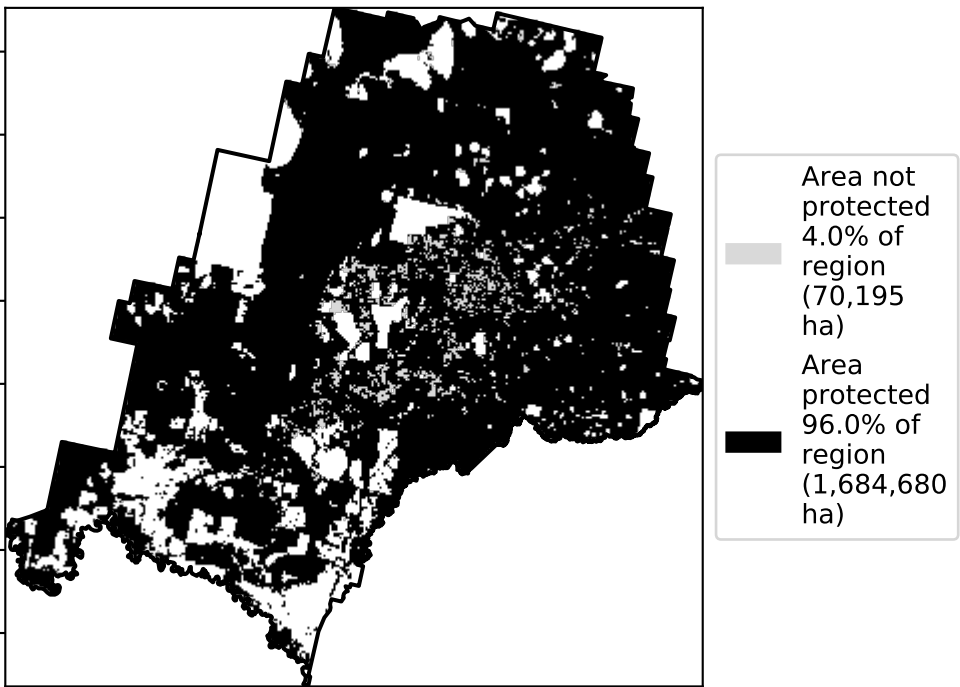 Area not
protected
4.0% of
region
(70,195
ha)
Area
protected
96.0% of
region
(1,684,680
ha)